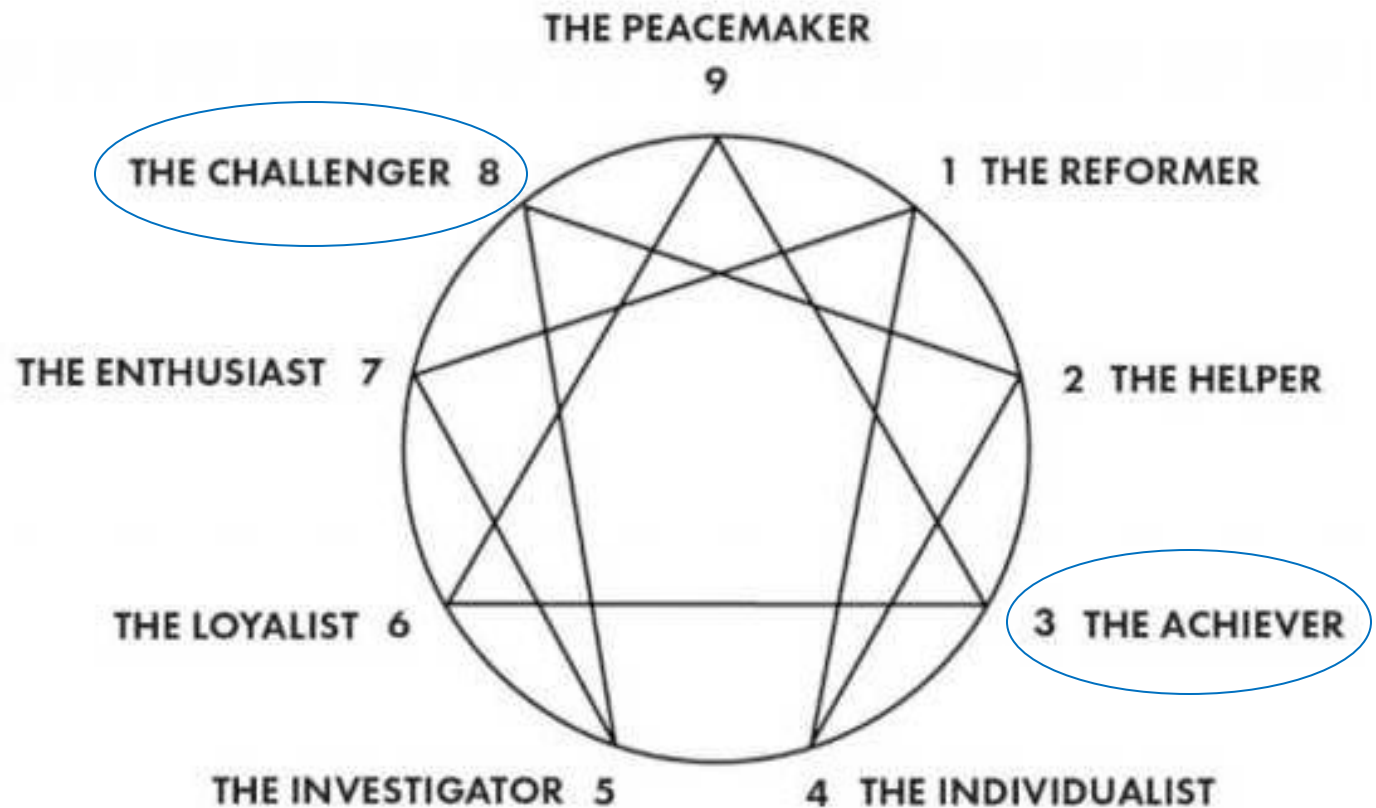 THE PEACEMAKER
9
THE CHALLENGER 8
1 THE REFORMER
THE ENTHUSIAST 7
2 THE HELPER
THE LOYALIST 6
3 THE ACHIEVER
THE INVESTIGATOR 5
4 THE INDIVIDUALIST